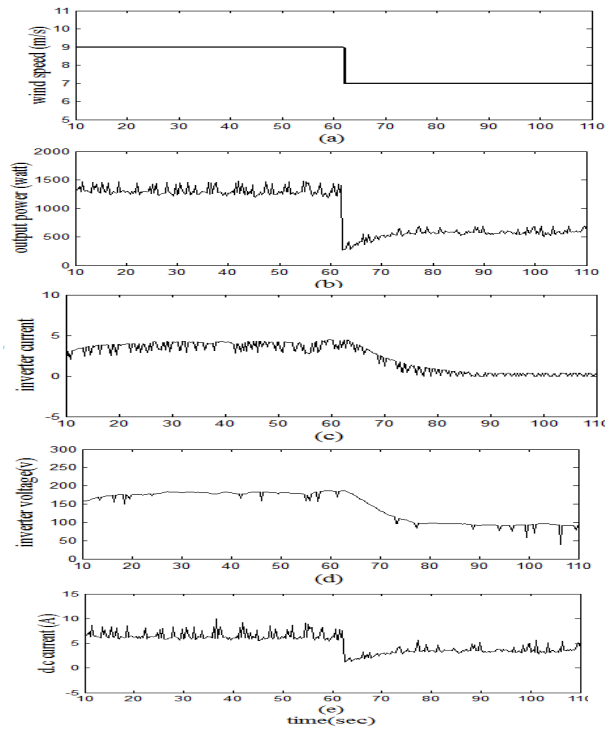 wind speed (m/s)
11
10
9
8
7
6
5
10 20 30 40 50 60 70 80 90 100 110
(a)
output power (watt)
2000
1500
1000
500
0
10 20 30 40 50 60 70 80 90 100 110
(b)
inverter current
10
5
0
-5
10 20 30 40 50 60 70 80 90 100 110
(c)
inverter voltage(v)
300
250
200
150
100
50
0
10 20 30 40 50 60 70 80 90 100 110
(d)
d.c current (A)
15
10
5
0
-5
10 20 30 40 50 60 70 80 90 100 110
(e)
time(sec)